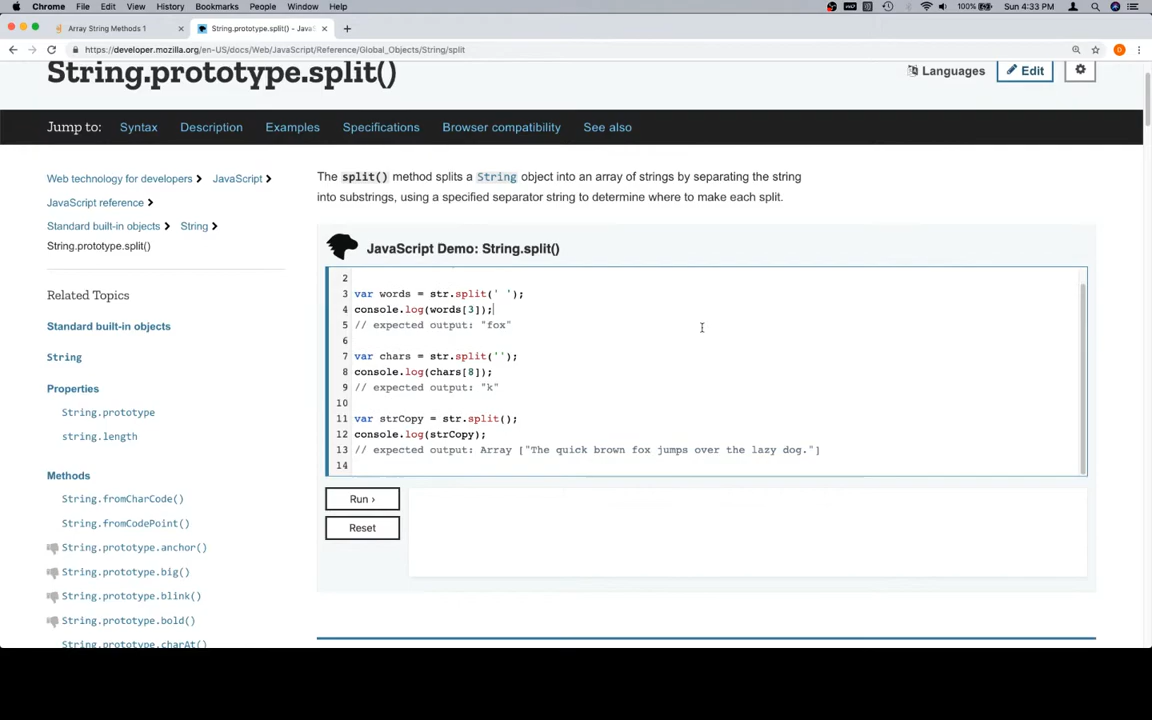 Chrome File Edit View History Bookmarks People Window Help 100% Sun 4:33 PM
Array String Methods 1 × String.prototype.split() - Java × +
https://developer.mozilla.org/en-US/docs/Web/JavaScript/Reference/Global_Objects/String/split
String.prototype.split()
Languages Edit
Jump to: Syntax Description Examples Specifications Browser compatibility See also
Web technology for developers JavaScript
JavaScript reference
Standard built-in objects String
String.prototype.split()
Related Topics
Standard built-in objects
String
Properties
String.prototype
string.length
Methods
String.fromCharCode()
String.fromCodePoint()
String.prototype.anchor()
String.prototype.big()
String.prototype.blink()
String.prototype.bold()
String.prototype.charAt()
The split() method splits a String object into an array of strings by separating the string
into substrings, using a specified separator string to determine where to make each split.
JavaScript Demo: String.split()
2
3 var words = str.split(' ');
4 console.log(words[3]);
5 // expected output: "fox"
6
7 var chars = str.split('');
8 console.log(chars[8]);
9 // expected output: "k"
10
11 var strCopy = str.split();
12 console.log(strCopy);
13 // expected output: Array ["The quick brown fox jumps over the lazy dog."]
14
Run ›
Reset